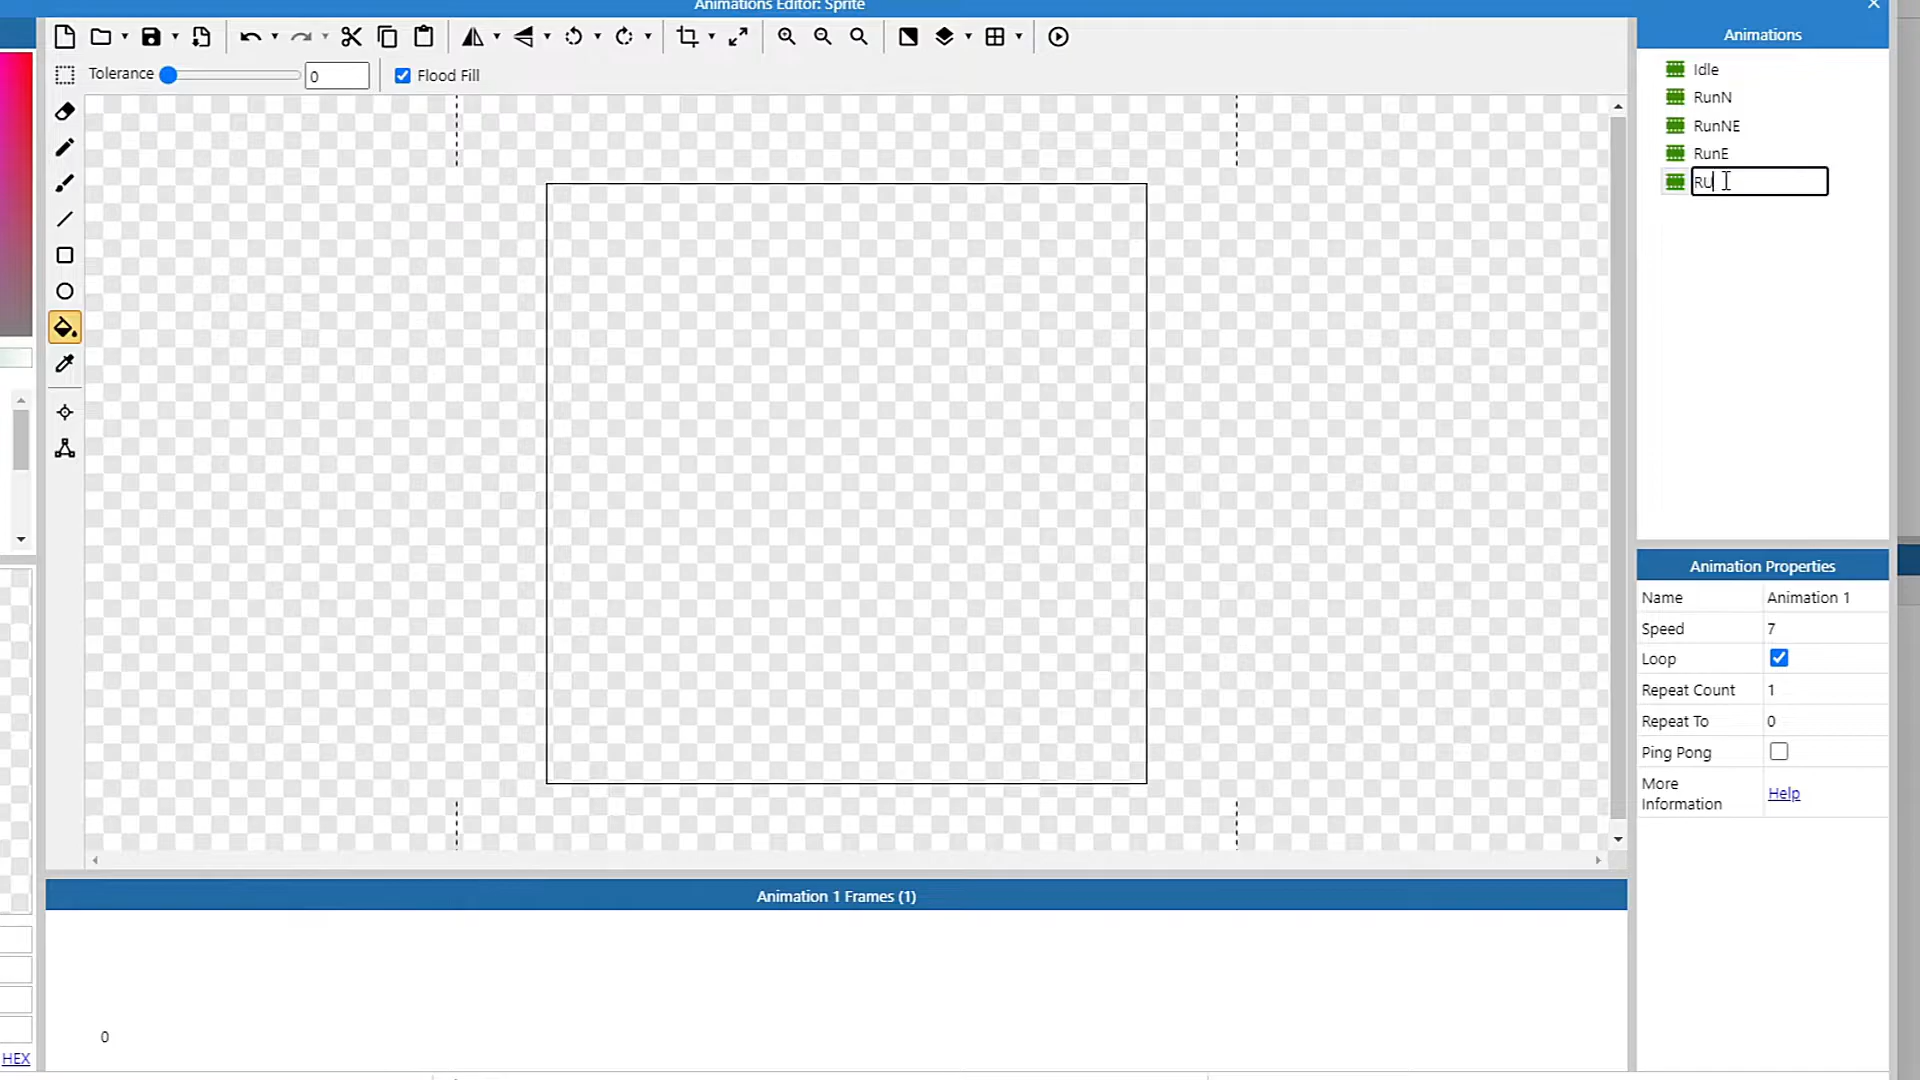 Animations Editor: Sprite
Animations
Tolerance
0
Flood Fill
Idle
RunN
RunNE
RunE
RU
Animation Properties
Name Animation 1
Speed 7
Loop
Repeat Count 1
Repeat To 0
Ping Pong
More
Information
Help
Animation 1 Frames (1)
0
HEX